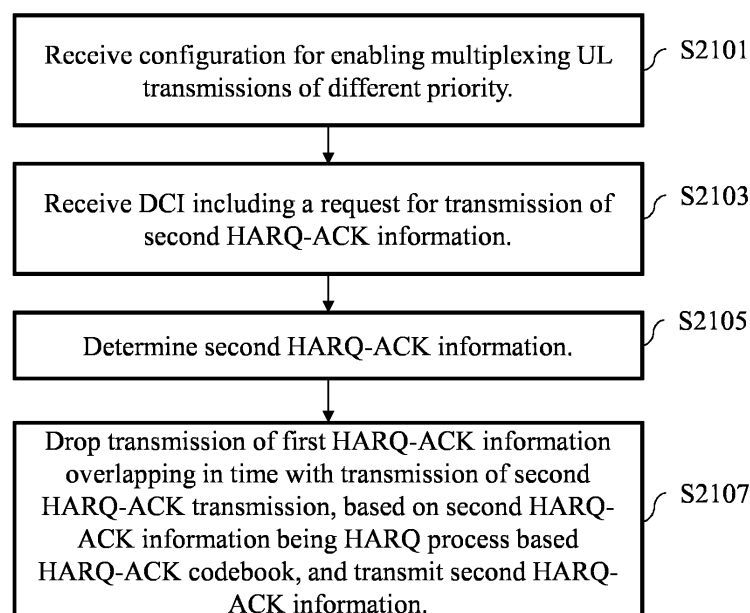 Receive configuration for enabling multiplexing UL
transmissions of different priority.
S2101
Receive DCI including a request for transmission of
second HARQ-ACK information.
S2103
Determine second HARQ-ACK information.
S2105
Drop transmission of first HARQ-ACK information
overlapping in time with transmission of second
HARQ-ACK transmission, based on second HARQ-
ACK information being HARQ process based
HARQ-ACK codebook, and transmit second HARQ-
ACK information.
S2107